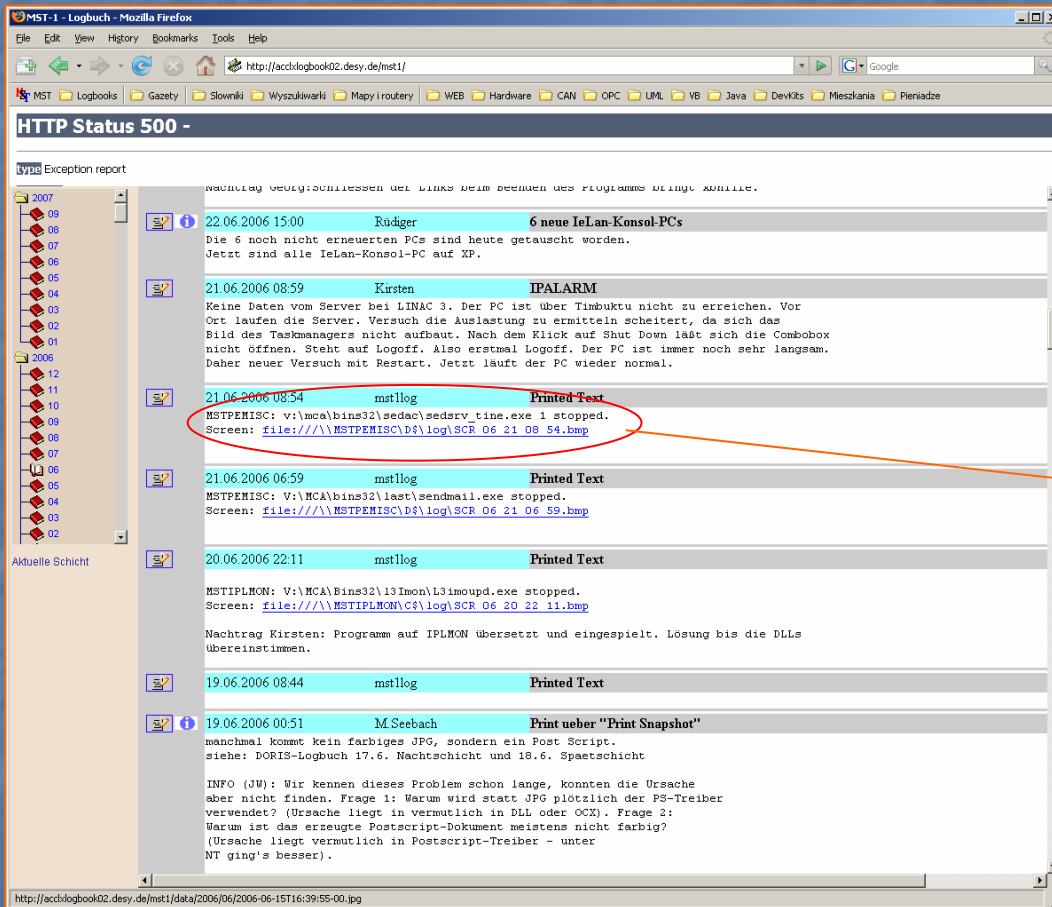 MST-1 - Logbuch - Mozilla Firefox
File Edit View History Bookmarks Tools Help
http://acclxlogbook02.desy.de/mst1/
G Google
MST Logbooks Gazety Slowniki Wyszukiwarki Mapy i routery WEB Hardware CAN OPC UML VB Java DevKits Mieszkania Pieniadze
HTTP Status 500 -
type Exception report
2007
09
08
07
06
05
04
03
02
01
2006
12
11
10
09
08
07
06
05
04
03
02
Aktuelle Schicht
Nachtrag Georg:Schliessen der Links beim Beenden des Programms bringt Abhilfe.
22.06.2006 15:00 Rüdiger 6 neue IeLan-Konsol-PCs
Die 6 noch nicht erneuerten PCs sind heute getauscht worden.
Jetzt sind alle IeLan-Konsol-PC auf XP.
21.06.2006 08:59 Kirsten IPALARM
Keine Daten vom Server bei LINAC 3. Der PC ist über Timbuktu nicht zu erreichen. Vor
Ort laufen die Server. Versuch die Auslastung zu ermitteln scheitert, da sich das
Bild des Taskmanagers nicht aufbaut. Nach dem Klick auf Shut Down läßt sich die Combobox
nicht öffnen. Steht auf Logoff. Also erstmal Logoff. Der PC ist immer noch sehr langsam.
Daher neuer Versuch mit Restart. Jetzt läuft der PC wieder normal.
21.06.2006 08:54 mst1log Printed Text
MSTPEMISC: v:\mca\bins32\sedac\sedsrv_tine.exe 1 stopped.
Screen: file:///\\MSTPEMISC\D$\log\SCR_06_21_08_54.bmp
21.06.2006 06:59 mst1log Printed Text
MSTPEMISC: V:\MCA\bins32\last\sendmail.exe stopped.
Screen: file:///\\MSTPEMISC\D$\log\SCR_06_21_06_59.bmp
20.06.2006 22:11 mst1log Printed Text
MSTIPLMON: V:\MCA\Bins32\l3Imon\L3imoupd.exe stopped.
Screen: file:///\\MSTIPLMON\C$\log\SCR_06_20_22_11.bmp
Nachtrag Kirsten: Programm auf IPLMON übersetzt und eingespielt. Lösung bis die DLLs
übereinstimmen.
19.06.2006 08:44 mst1log Printed Text
19.06.2006 00:51 M.Seebach Print ueber "Print Snapshot"
manchmal kommt kein farbiges JPG, sondern ein Post Script.
siehe: DORIS-Logbuch 17.6. Nachtschicht und 18.6. Spaetschicht
INFO (JW): Wir kennen dieses Problem schon lange, konnten die Ursache
aber nicht finden. Frage 1: Warum wird statt JPG plötzlich der PS-Treiber
verwendet? (Ursache liegt in vermutlich in DLL oder OCX). Frage 2:
Warum ist das erzeugte Postscript-Dokument meistens nicht farbig?
(Ursache liegt vermutlich in Postscript-Treiber - unter
NT ging's besser).
http://acclxlogbook02.desy.de/mst1/data/2006/06/2006-06-15T16:39:55-00.jpg